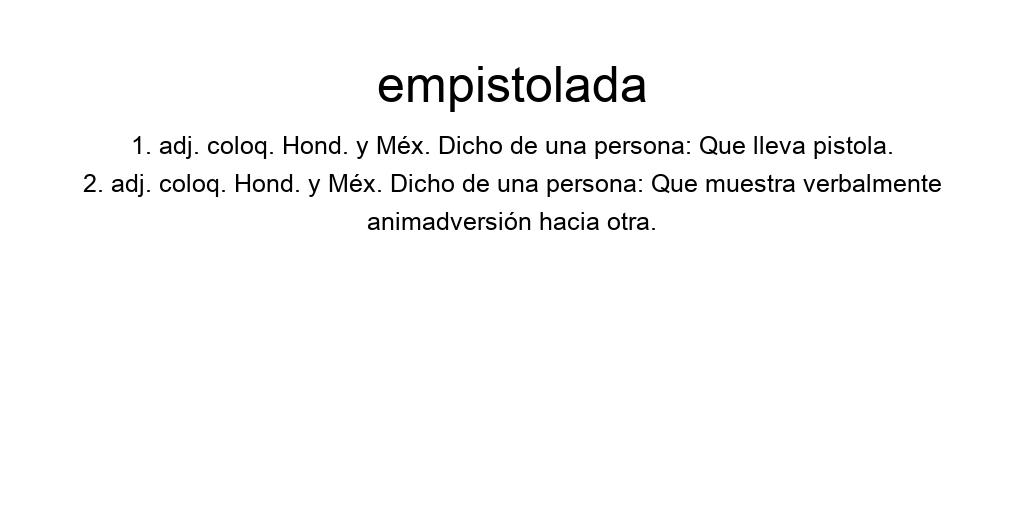 empistolada
1. adj. coloq. Hond. y Méx. Dicho de una persona: Que lleva pistola.
2. adj. coloq. Hond. y Méx. Dicho de una persona: Que muestra verbalmente
animadversión hacia otra.